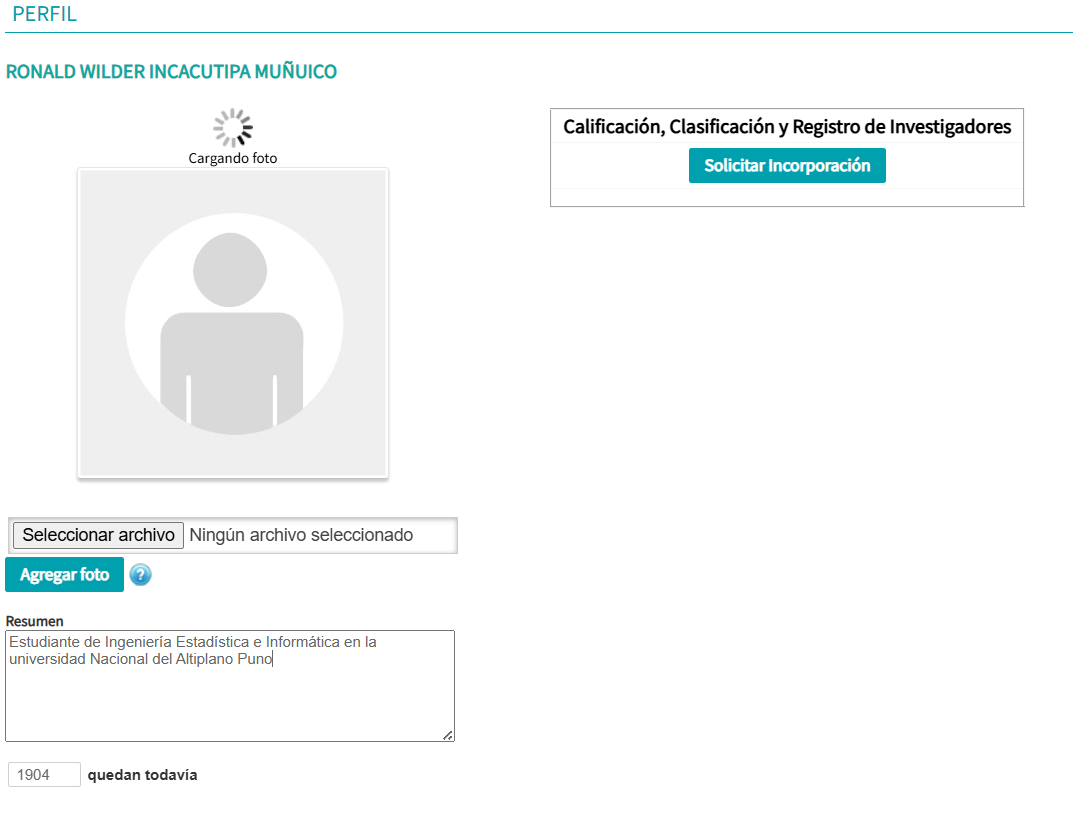 PERFIL
RONALD WILDER INCACUTIPA MUÑUICO
Cargando foto
Calificación, Clasificación y Registro de Investigadores
Solicitar Incorporación
Seleccionar archivo Ningún archivo seleccionado
Agregar foto ?
Resumen
Estudiante de Ingeniería Estadística e Informática en la
universidad Nacional del Altiplano Puno
1904 quedan todavía